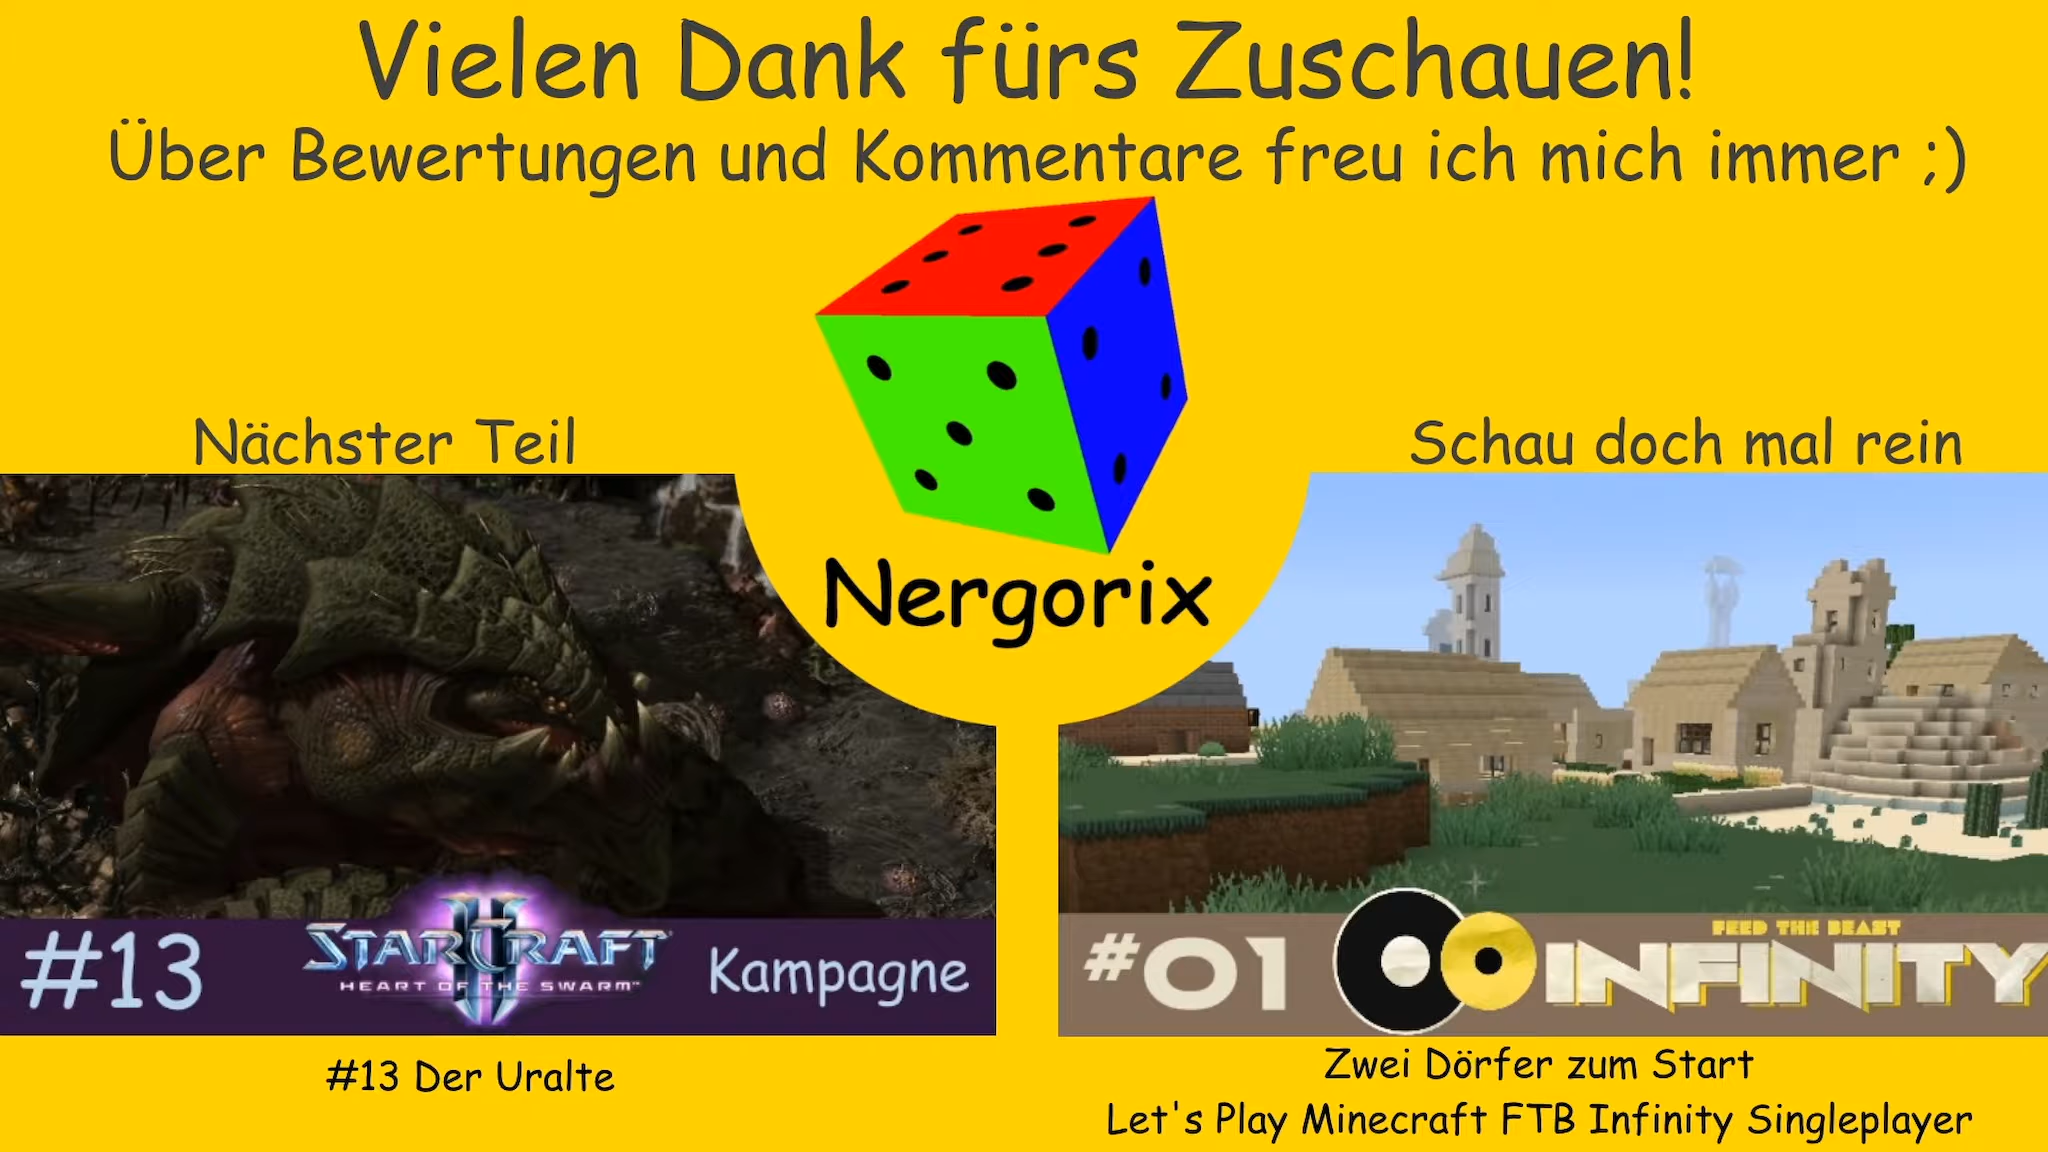 Vielen Dank fürs Zuschauen!
Über Bewertungen und Kommentare freu ich mich immer ;)
Nächster Teil
Schau doch mal rein
Nergorix
#13
STARCRAFT
II
HEART OF THE SWARM™
Kampagne
#01
FEED THE BEAST
INFINITY
#13 Der Uralte
Zwei Dörfer zum Start
Let's Play Minecraft FTB Infinity Singleplayer